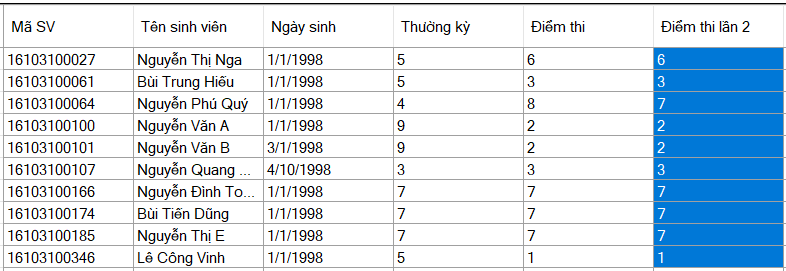 Mã SV Tên sinh viên Ngày sinh Thường kỳ Điểm thi Điểm thi lần 2
16103100027 Nguyễn Thị Nga 1/1/1998 5 6 6
16103100061 Bùi Trung Hiếu 1/1/1998 5 3 3
16103100064 Nguyễn Phú Quý 1/1/1998 4 8 7
16103100100 Nguyễn Văn A 1/1/1998 9 2 2
16103100101 Nguyễn Văn B 3/1/1998 9 2 2
16103100107 Nguyễn Quang ... 4/10/1998 3 3 3
16103100166 Nguyễn Đình To... 1/1/1998 7 7 7
16103100174 Bùi Tiến Dũng 1/1/1998 7 7 7
16103100185 Nguyễn Thị E 1/1/1998 7 7 7
16103100346 Lê Công Vinh 1/1/1998 5 1 1